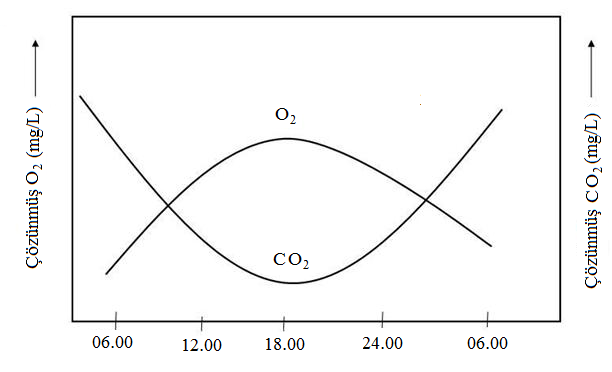 Çözünmüş O2 (mg/L)
O2
CO2
Çözünmüş CO2 (mg/L)
06.00 12.00 18.00 24.00 06.00